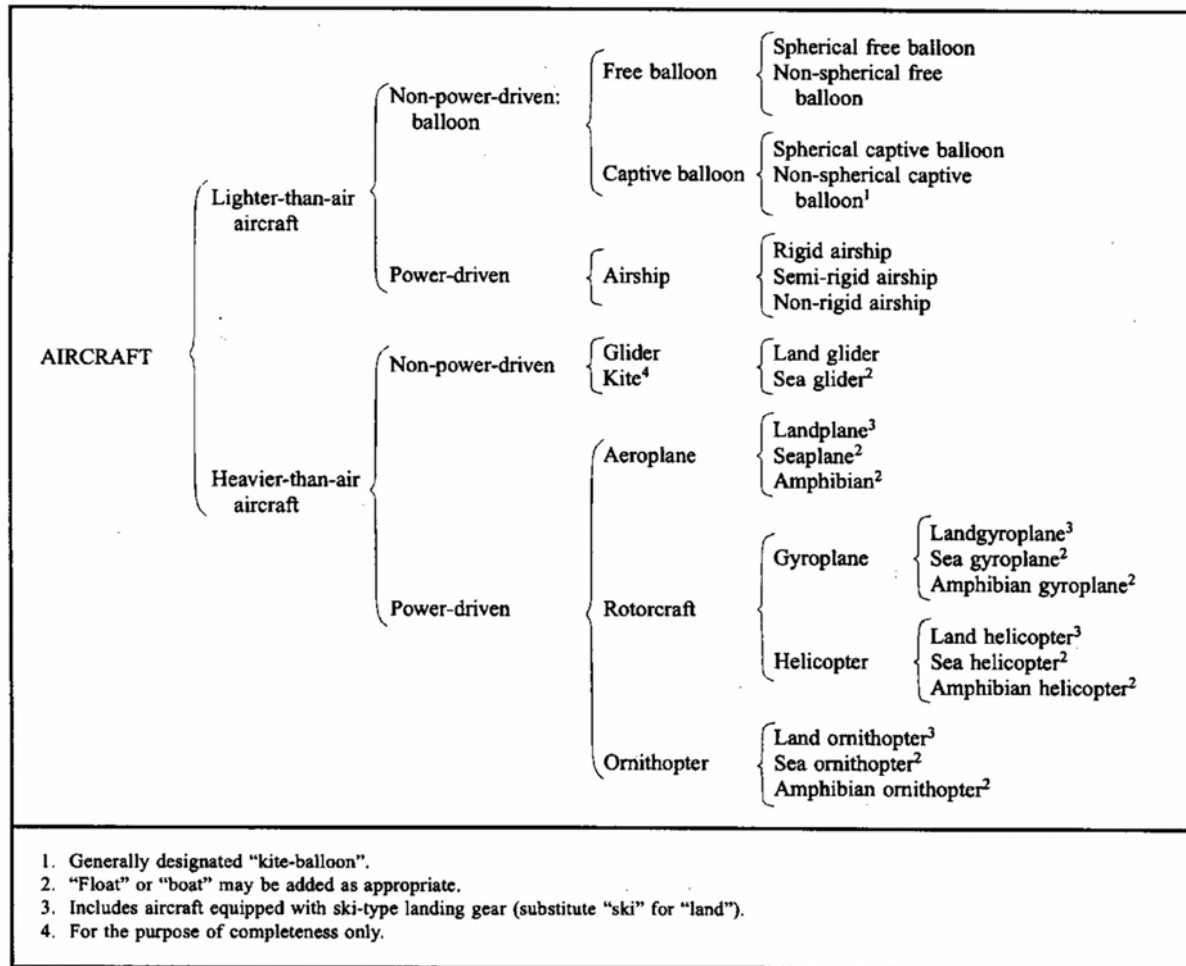 Spherical free balloon
Free balloon
Non-spherical free
balloon
Non-power-driven:
balloon
Spherical captive balloon
Captive balloon
Non-spherical captive
balloon¹
Lighter-than-air
aircraft
Rigid airship
Power-driven
Airship
Semi-rigid airship
Non-rigid airship
AIRCRAFT
Non-power-driven
Glider
Land glider
Kite⁴
Sea glider²
Landplane³
Aeroplane
Seaplane²
Amphibian²
Heavier-than-air
aircraft
Landgyroplane³
Gyroplane
Sea gyroplane²
Amphibian gyroplane²
Power-driven
Rotorcraft
Land helicopter³
Helicopter
Sea helicopter²
Amphibian helicopter²
Land ornithopter³
Ornithopter
Sea ornithopter²
Amphibian ornithopter²
1. Generally designated “kite-balloon”.
2. “Float” or “boat” may be added as appropriate.
3. Includes aircraft equipped with ski-type landing gear (substitute “ski” for “land”).
4. For the purpose of completeness only.